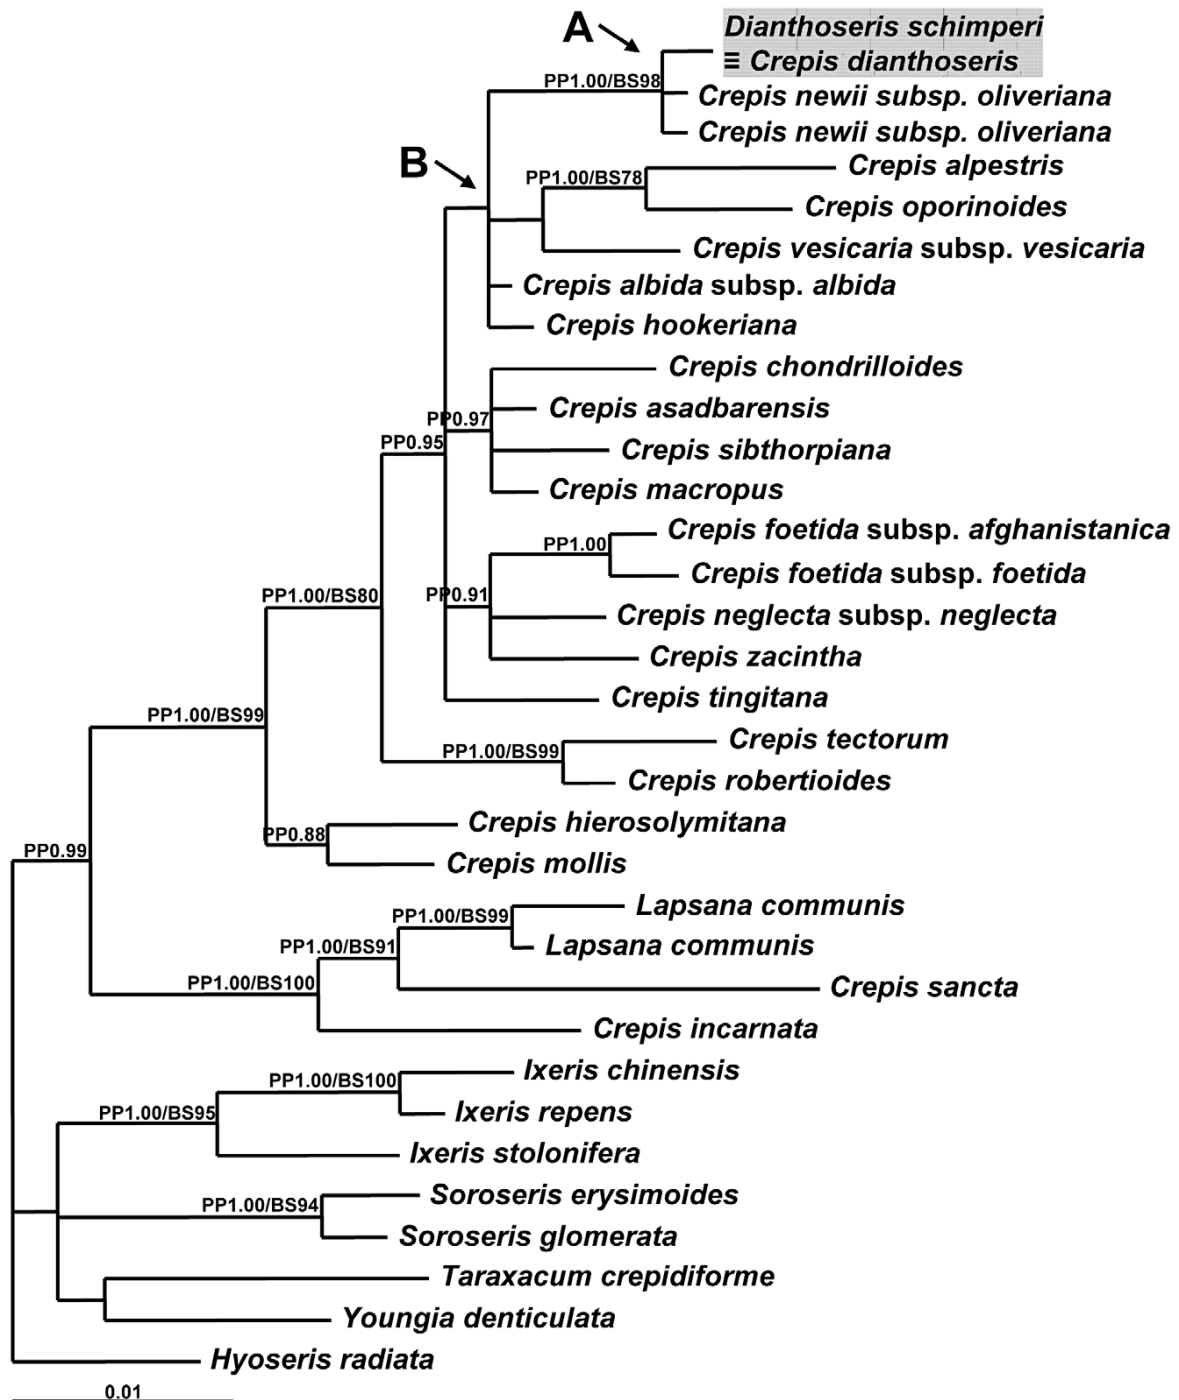 A
Dianthoseris schimperi
≡ Crepis dianthoseris
PP1.00/BS98
Crepis newii subsp. oliveriana
Crepis newii subsp. oliveriana
B
Crepis alpestris
PP1.00/BS78
Crepis oporinoides
Crepis vesicaria subsp. vesicaria
Crepis albida subsp. albida
Crepis hookeriana
Crepis chondrilloides
Crepis asadbarensis
PP0.97
PP0.95
Crepis sibthorpiana
Crepis macropus
Crepis foetida subsp. afghanistanica
PP1.00
Crepis foetida subsp. foetida
PP1.00/BS80
PP0.91
Crepis neglecta subsp. neglecta
Crepis zacintha
Crepis tingitana
PP1.00/BS99
Crepis tectorum
PP1.00/BS99
Crepis robertioides
Crepis hierosolymitana
PP0.88
PP0.99
Crepis mollis
Lapsana communis
PP1.00/BS99
Lapsana communis
PP1.00/BS91
PP1.00/BS100
Crepis sancta
Crepis incarnata
Ixeris chinensis
PP1.00/BS100
Ixeris repens
PP1.00/BS95
Ixeris stolonifera
Soroseris erysimoides
PP1.00/BS94
Soroseris glomerata
Taraxacum crepidiforme
Youngia denticulata
Hyoseris radiata
0.01